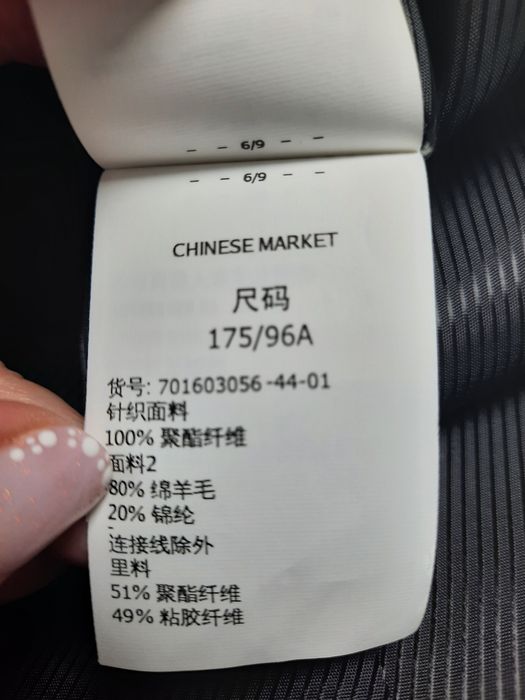 - - 6/9 - -
- - 6/9 - -
CHINESE MARKET
尺码
175/96A
货号: 701603056-44-01
针织面料
100% 聚酯纤维
面料2
80% 绵羊毛
20% 锦纶
-
连接线除外
里料
51% 聚酯纤维
49% 粘胶纤维